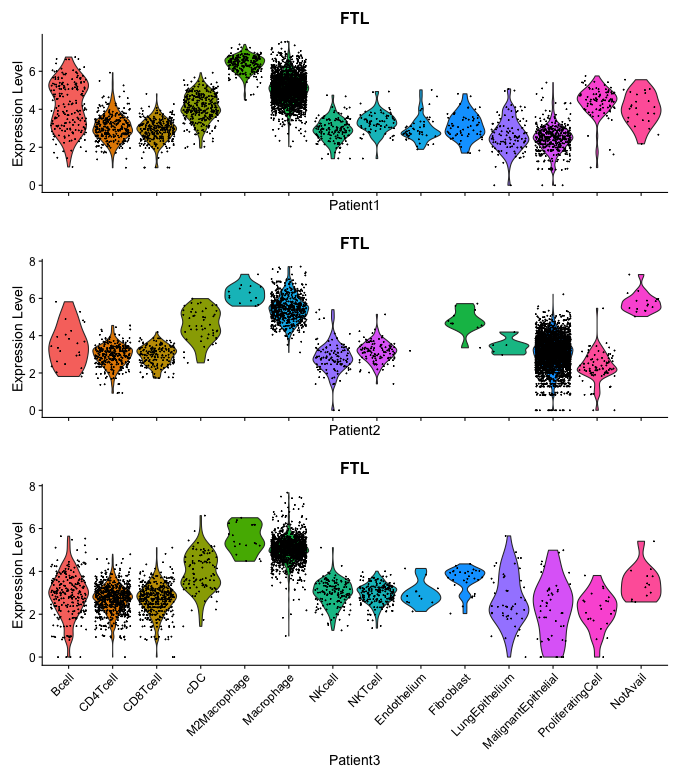 FTL
Expression Level
6
4
2
0
Patient1
FTL
Expression Level
8
6
4
2
0
Patient2
FTL
Expression Level
8
6
4
2
0
Bcell
CD4Tcell
CD8Tcell
cDC
M2Macrophage
Macrophage
NKcell
NKTcell
Endothelium
Fibroblast
LungEpithelium
MalignantEpithelial
ProliferatingCell
NotAvail
Patient3